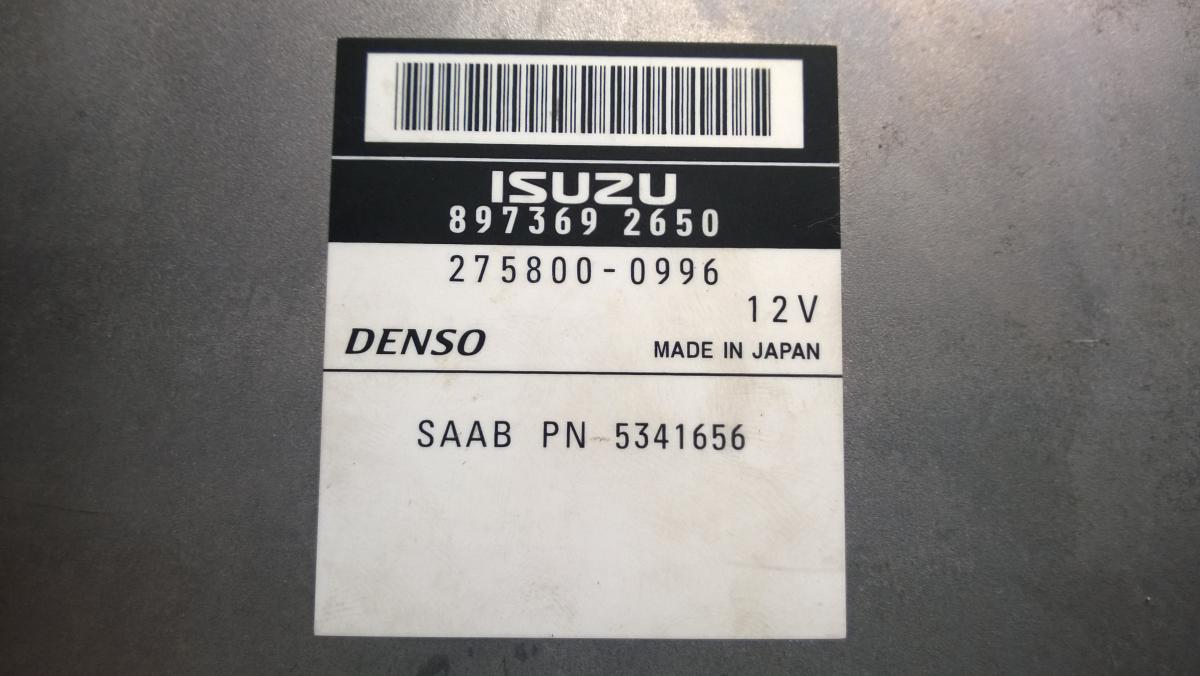 ISUZU
897369 2650
275800-0996
12V
DENSO MADE IN JAPAN
SAAB PN 5341656